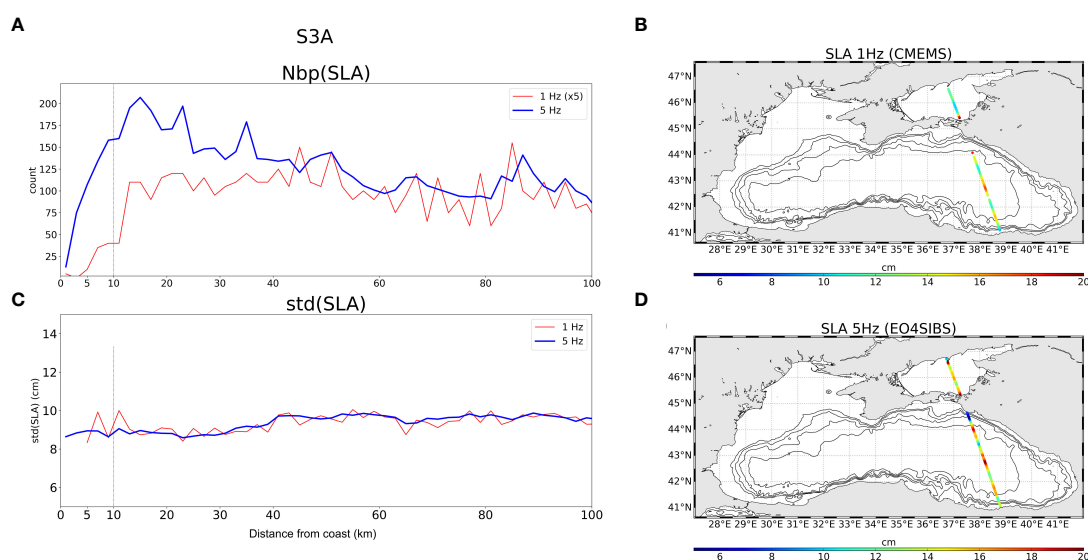 A
S3A
Nbp(SLA)
200
175
150
125
100
75
50
25
count
1 Hz (x5)
5 Hz
0 5 10 20 40 60 80 100
B
SLA 1Hz (CMEMS)
47°N
46°N
45°N
44°N
43°N
42°N
41°N
28°E 29°E 30°E 31°E 32°E 33°E 34°E 35°E 36°E 37°E 38°E 39°E 40°E 41°E
cm
6 8 10 12 14 16 18 20
C
std(SLA)
14
12
10
8
6
std(SLA) (cm)
1 Hz
5 Hz
0 5 10 20 40 60 80 100
Distance from coast (km)
D
SLA 5Hz (EO4SIBS)
47°N
46°N
45°N
44°N
43°N
42°N
41°N
28°E 29°E 30°E 31°E 32°E 33°E 34°E 35°E 36°E 37°E 38°E 39°E 40°E 41°E
cm
6 8 10 12 14 16 18 20